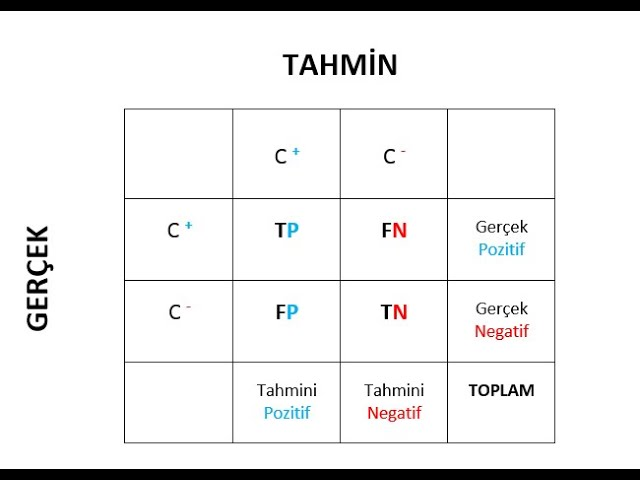 TAHMİN
C + C -
GERÇEK
C + TP FN Gerçek
Pozitif
C - FP TN Gerçek
Negatif
Tahmini Tahmini TOPLAM
Pozitif Negatif